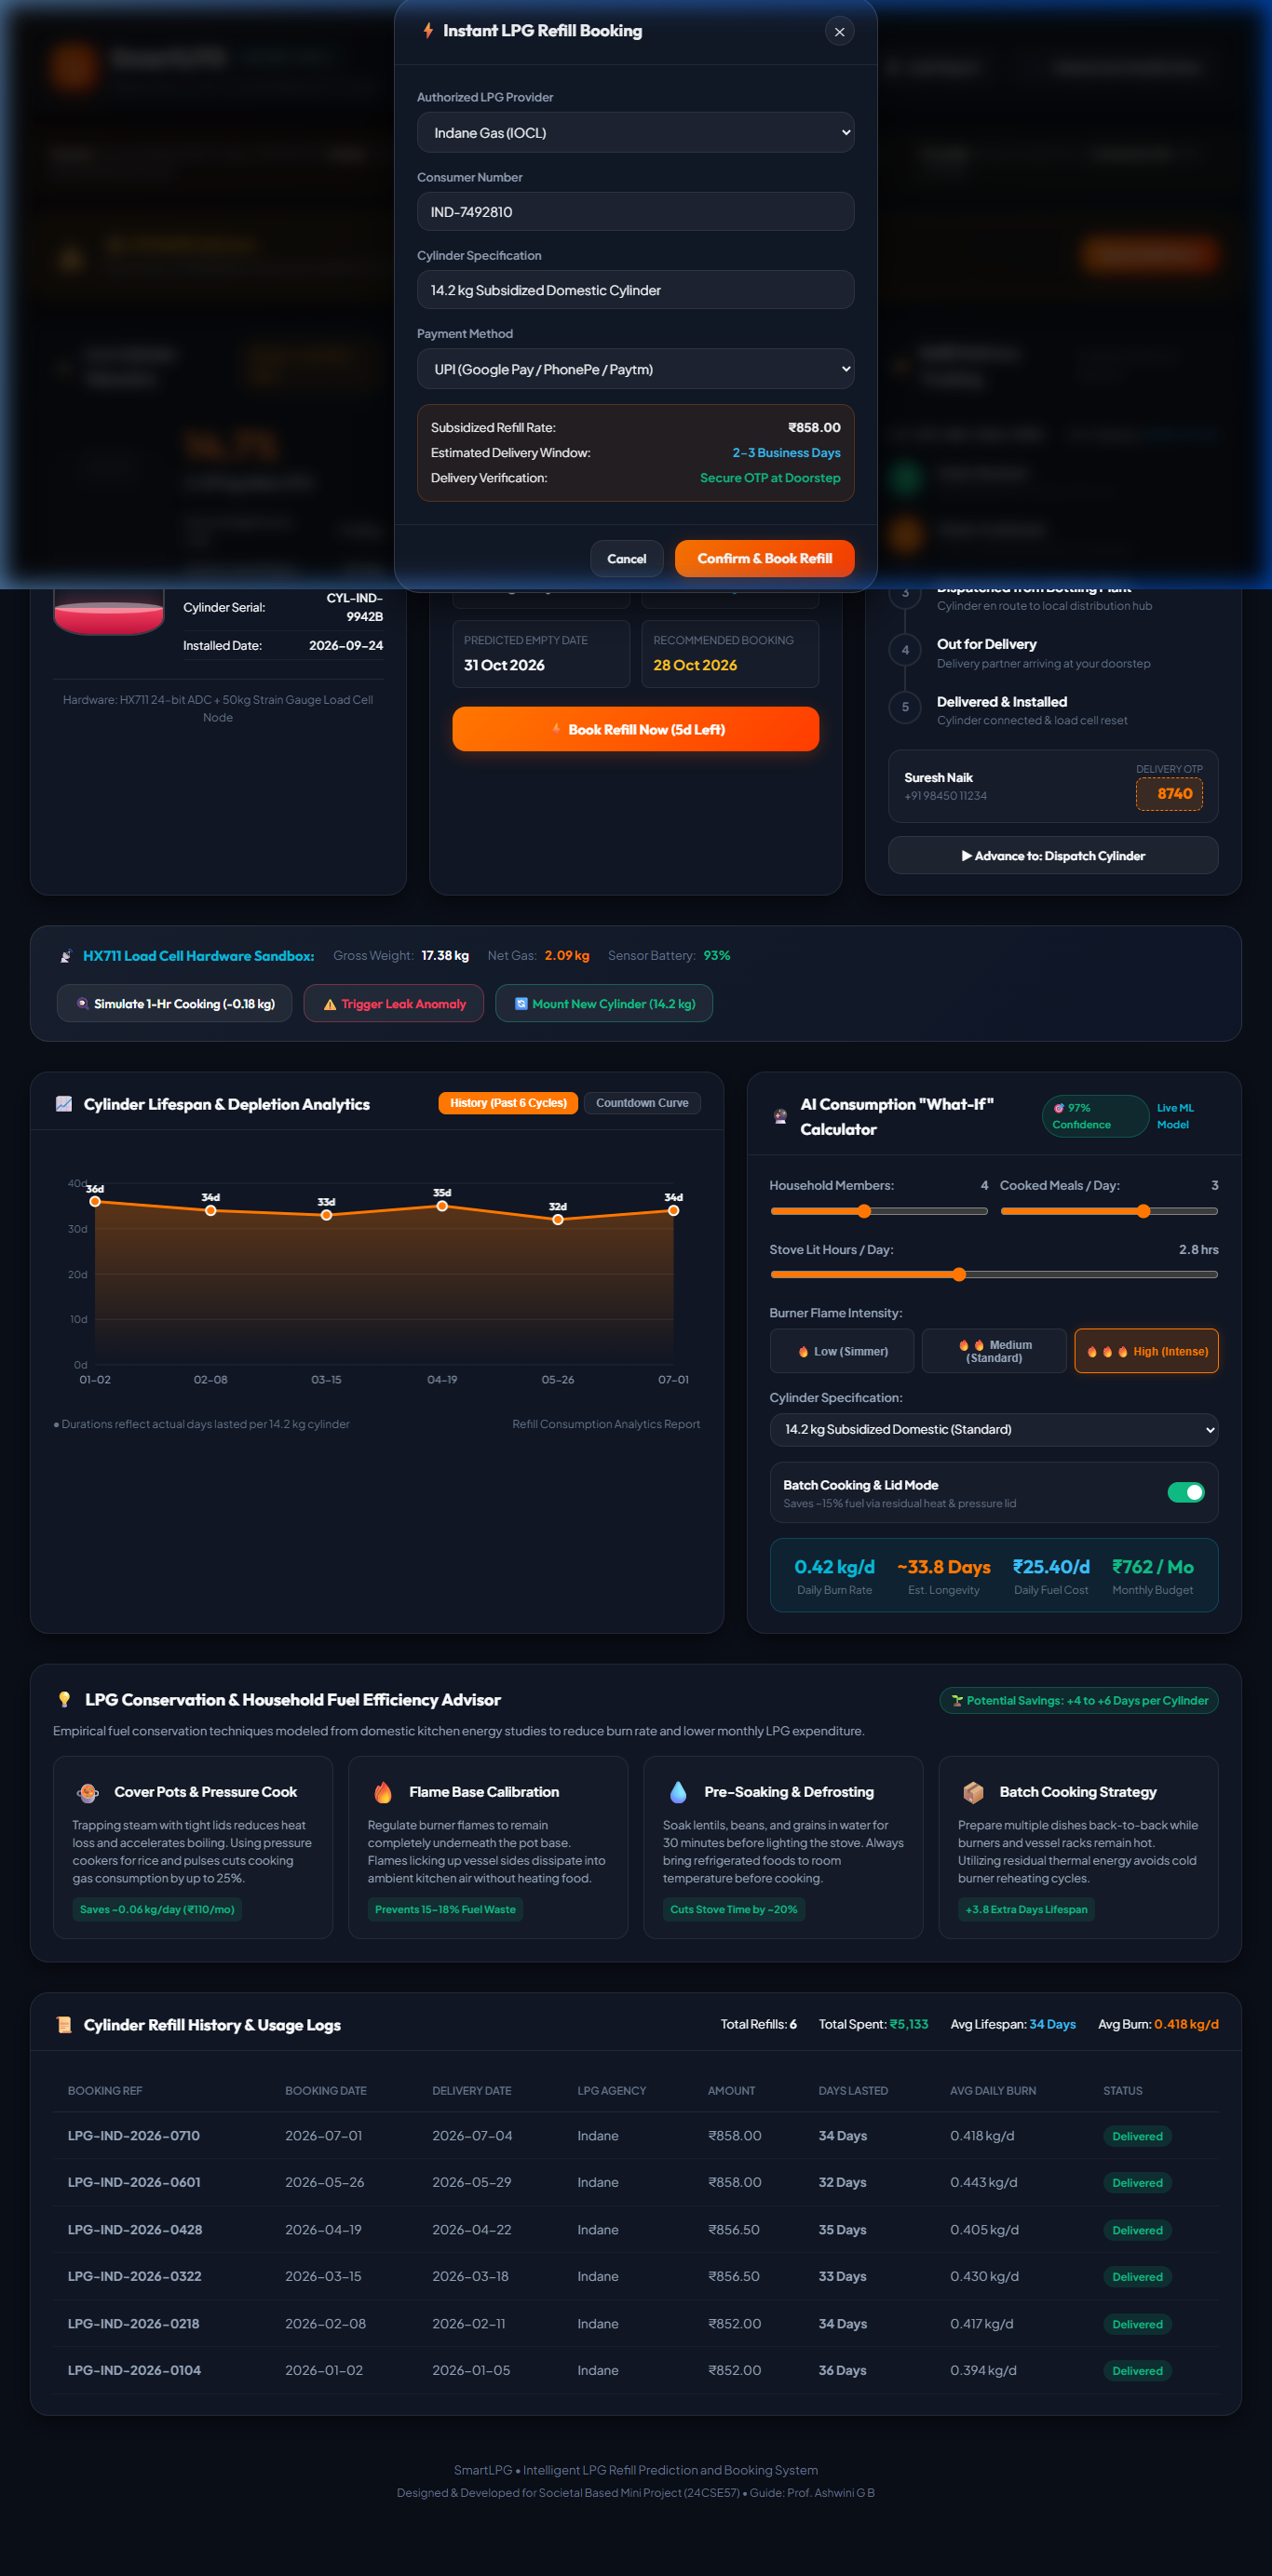 Instant LPG Refill Booking
×
Authorized LPG Provider
Indane Gas (IOCL)
Consumer Number
IND-7492810
Cylinder Specification
14.2 kg Subsidized Domestic Cylinder
Payment Method
UPI (Google Pay / PhonePe / Paytm)
Subsidized Refill Rate: ₹858.00
Estimated Delivery Window: 2-3 Business Days
Delivery Verification: Secure OTP at Doorstep
Cancel Confirm & Book Refill
Cylinder Serial: CYL-IND-
9942B
Installed Date: 2026-09-24
Hardware: HX711 24-bit ADC + 50kg Strain Gauge Load Cell
Node
PREDICTED EMPTY DATE RECOMMENDED BOOKING
31 Oct 2026 28 Oct 2026
Book Refill Now (5d Left)
3 Dispatched from Bottling Plant
Cylinder en route to local distribution hub
4 Out for Delivery
Delivery partner arriving at your doorstep
5 Delivered & Installed
Cylinder connected & load cell reset
Suresh Naik
+91 98450 11234
DELIVERY OTP
8740
▶ Advance to: Dispatch Cylinder
HX711 Load Cell Hardware Sandbox: Gross Weight: 17.38 kg Net Gas: 2.09 kg Sensor Battery: 93%
Simulate 1-Hr Cooking (-0.18 kg) Trigger Leak Anomaly Mount New Cylinder (14.2 kg)
Cylinder Lifespan & Depletion Analytics History (Past 6 Cycles) Countdown Curve
40d
30d
20d
10d
0d
36d 34d 33d 35d 32d 34d
01-02 02-08 03-15 04-19 05-26 07-01
● Durations reflect actual days lasted per 14.2 kg cylinder Refill Consumption Analytics Report
AI Consumption "What-If"
Calculator
97%
Confidence
Live ML
Model
Household Members: 4 Cooked Meals / Day: 3
Stove Lit Hours / Day: 2.8 hrs
Burner Flame Intensity:
Low (Simmer)
Medium
(Standard)
High (Intense)
Cylinder Specification:
14.2 kg Subsidized Domestic (Standard)
Batch Cooking & Lid Mode
Saves ~15% fuel via residual heat & pressure lid
0.42 kg/d ~33.8 Days ₹25.40/d ₹762 / Mo
Daily Burn Rate Est. Longevity Daily Fuel Cost Monthly Budget
LPG Conservation & Household Fuel Efficiency Advisor Potential Savings: +4 to +6 Days per Cylinder
Empirical fuel conservation techniques modeled from domestic kitchen energy studies to reduce burn rate and lower monthly LPG expenditure.
Cover Pots & Pressure Cook
Trapping steam with tight lids reduces heat
loss and accelerates boiling. Using pressure
cookers for rice and pulses cuts cooking
gas consumption by up to 25%.
Saves ~0.06 kg/day (₹110/mo)
Flame Base Calibration
Regulate burner flames to remain
completely underneath the pot base.
Flames licking up vessel sides dissipate into
ambient kitchen air without heating food.
Prevents 15-18% Fuel Waste
Pre-Soaking & Defrosting
Soak lentils, beans, and grains in water for
30 minutes before lighting the stove. Always
bring refrigerated foods to room
temperature before cooking.
Cuts Stove Time by ~20%
Batch Cooking Strategy
Prepare multiple dishes back-to-back while
burners and vessel racks remain hot.
Utilizing residual thermal energy avoids cold
burner reheating cycles.
+3.8 Extra Days Lifespan
Cylinder Refill History & Usage Logs Total Refills: 6 Total Spent: ₹5,133 Avg Lifespan: 34 Days Avg Burn: 0.418 kg/d
BOOKING REF BOOKING DATE DELIVERY DATE LPG AGENCY AMOUNT DAYS LASTED AVG DAILY BURN STATUS
LPG-IND-2026-0710 2026-07-01 2026-07-04 Indane ₹858.00 34 Days 0.418 kg/d Delivered
LPG-IND-2026-0601 2026-05-26 2026-05-29 Indane ₹858.00 32 Days 0.443 kg/d Delivered
LPG-IND-2026-0428 2026-04-19 2026-04-22 Indane ₹856.50 35 Days 0.405 kg/d Delivered
LPG-IND-2026-0322 2026-03-15 2026-03-18 Indane ₹856.50 33 Days 0.430 kg/d Delivered
LPG-IND-2026-0218 2026-02-08 2026-02-11 Indane ₹852.00 34 Days 0.417 kg/d Delivered
LPG-IND-2026-0104 2026-01-02 2026-01-05 Indane ₹852.00 36 Days 0.394 kg/d Delivered
SmartLPG • Intelligent LPG Refill Prediction and Booking System
Designed & Developed for Societal Based Mini Project (24CSE57) • Guide: Prof. Ashwini G B